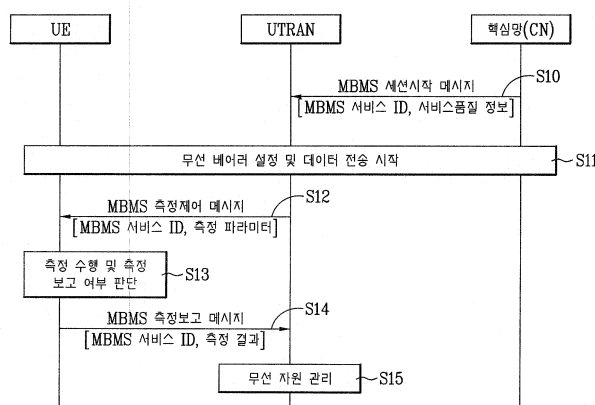 UE
UTRAN
핵심망(CN)
MBMS 세션시작 메시지
S10
[MBMS 서비스 ID, 서비스품질 정보]
무선 베어러 설정 및 데이터 전송 시작
S11
MBMS 측정제어 메시지
S12
[MBMS 서비스 ID, 측정 파라미터]
측정 수행 및 측정
보고 여부 판단
S13
MBMS 측정보고 메시지
S14
[MBMS 서비스 ID, 측정 결과]
무선 자원 관리
S15